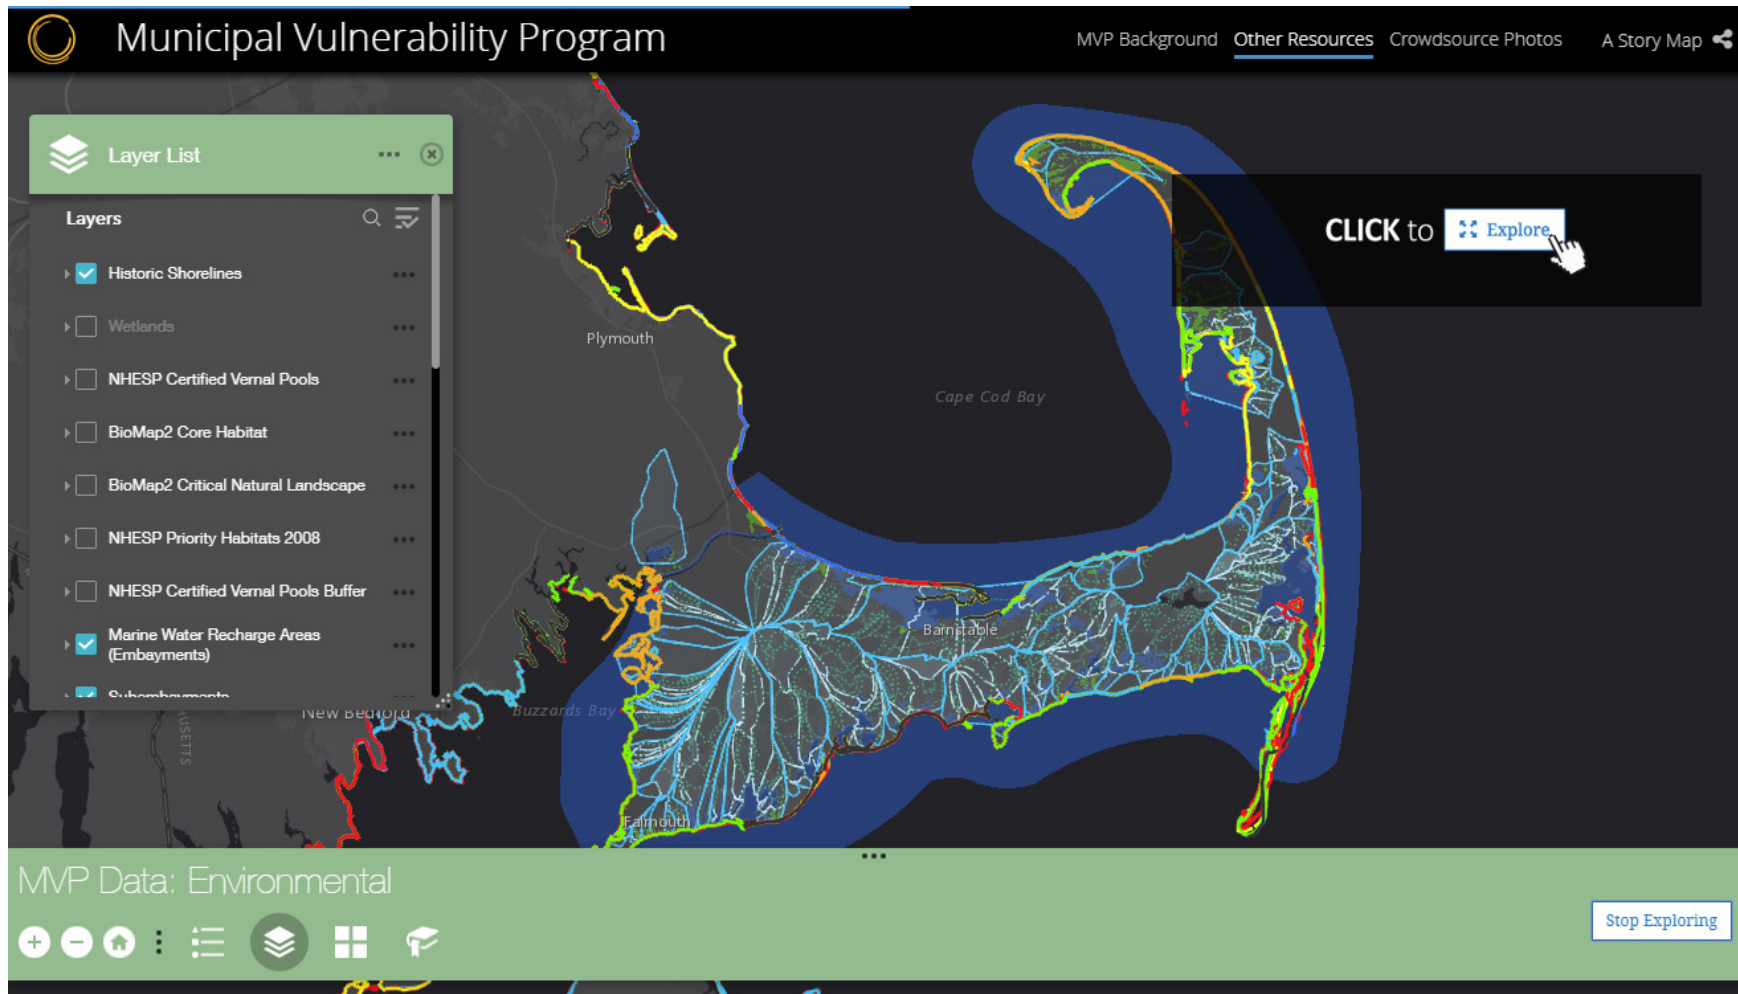 Municipal Vulnerability Program
MVP Background Other Resources Crowdsource Photos A Story Map
Layer List
Layers
Historic Shorelines
Wetlands
NHESP Certified Vernal Pools
BioMap2 Core Habitat
BioMap2 Critical Natural Landscape
NHESP Priority Habitats 2008
NHESP Certified Vernal Pools Buffer
Marine Water Recharge Areas
(Embayments)
Subembayments
CLICK to Explore
Plymouth
Cape Cod Bay
Barnstable
New Bedford
Buzzards Bay
Falmouth
MVP Data: Environmental
Stop Exploring